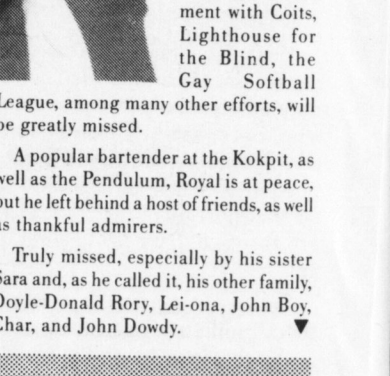 ment with Coits,
Lighthouse for
the Blind, the
Gay Softball
League, among many other efforts, will
be greatly missed.
A popular bartender at the Kokpit, as
well as the Pendulum, Royal is at peace,
but he left behind a host of friends, as well
as thankful admirers.
Truly missed, especially by his sister
Sara and, as he called it, his other family,
Doyle-Donald Rory, Lei-ona, John Boy,
Char, and John Dowdy. ▼